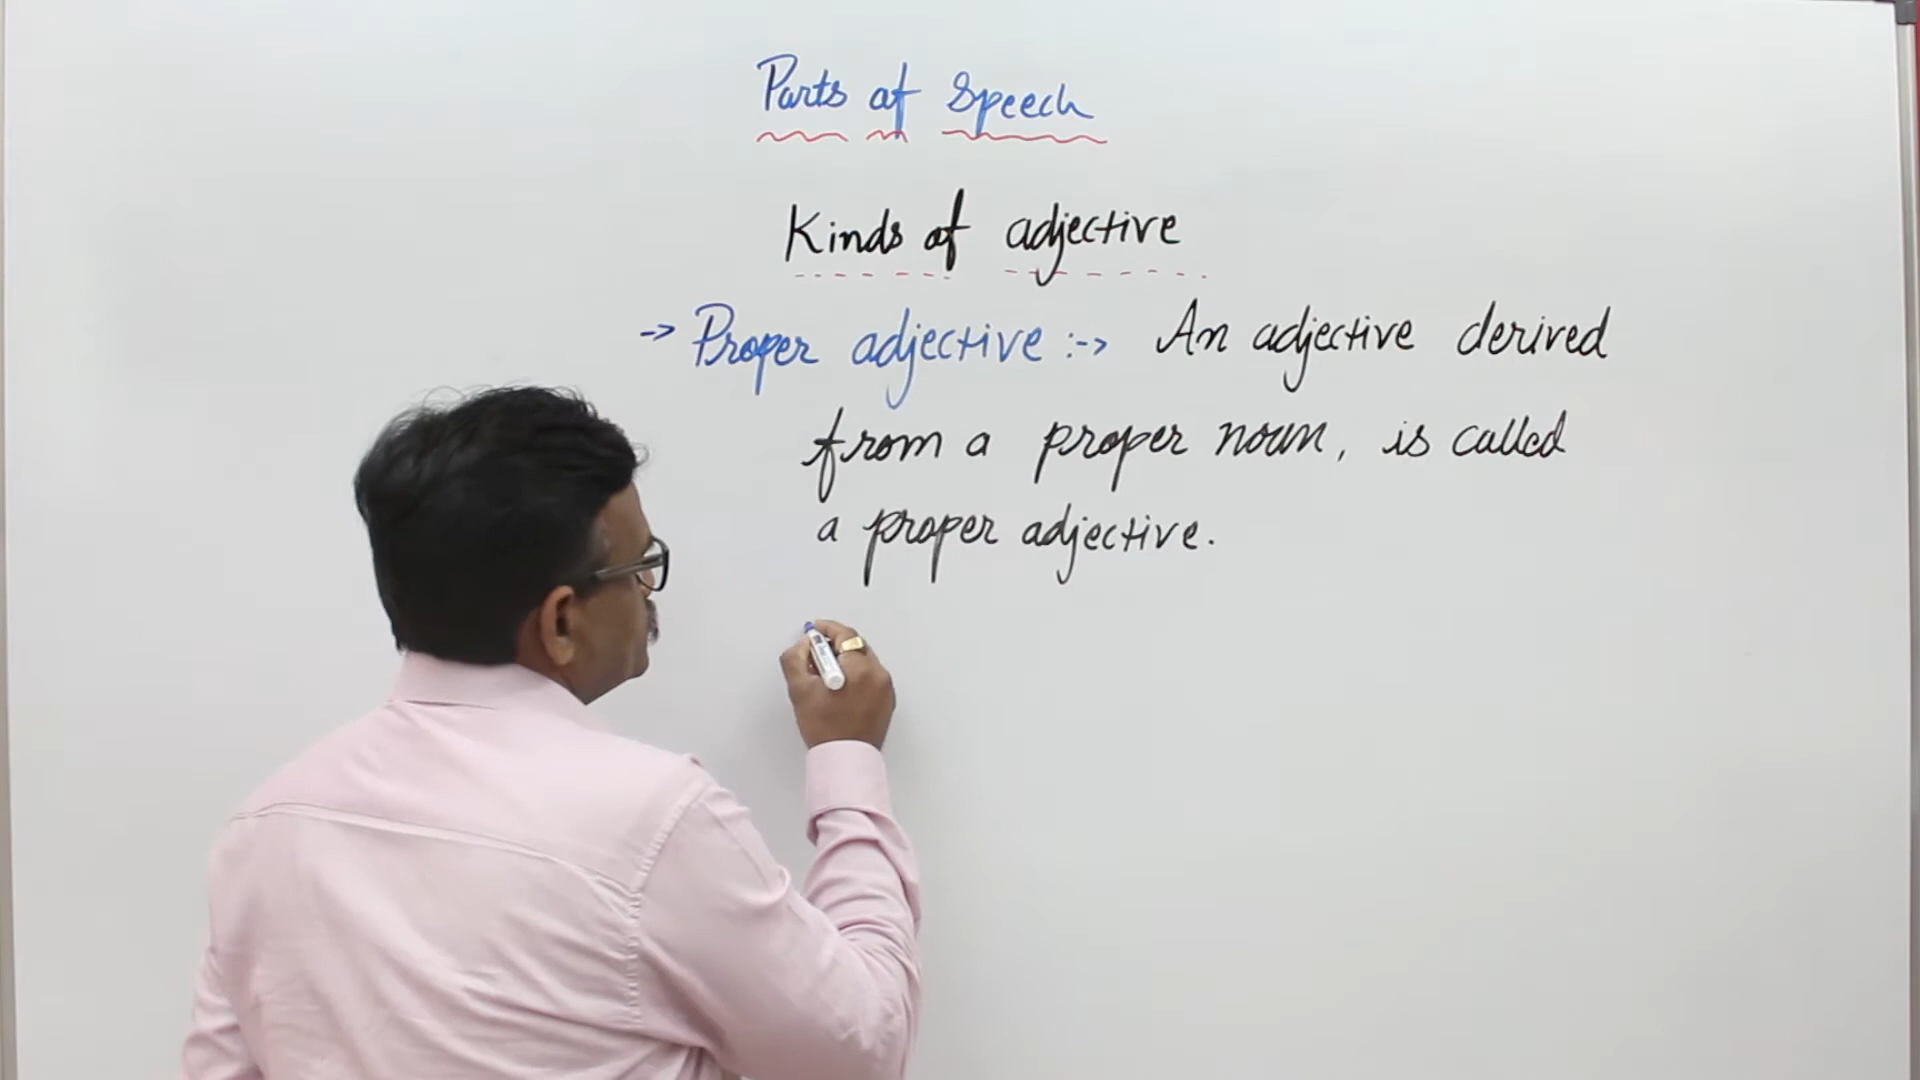 Parts of Speech
Kinds of adjective
-> Proper adjective :-> An adjective derived
from a proper noun, is called
a proper adjective.